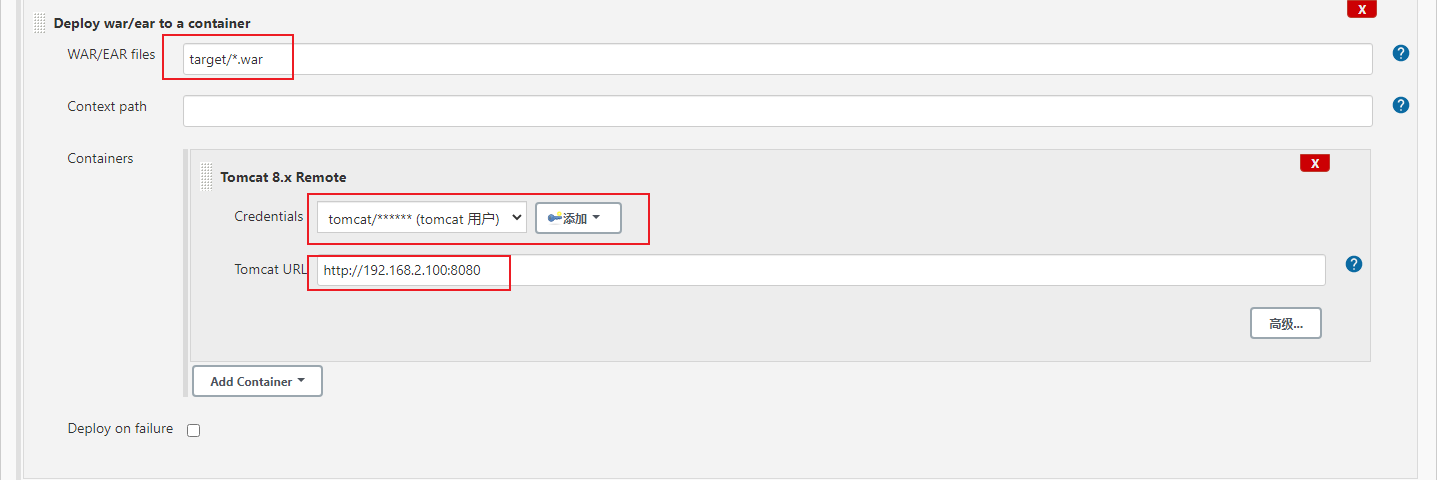 Deploy war/ear to a container
X
WAR/EAR files
target/*.war
?
Context path
?
Containers
Tomcat 8.x Remote
X
Credentials
tomcat/****** (tomcat 用户)
添加
Tomcat URL
http://192.168.2.100:8080
?
高级...
Add Container
Deploy on failure